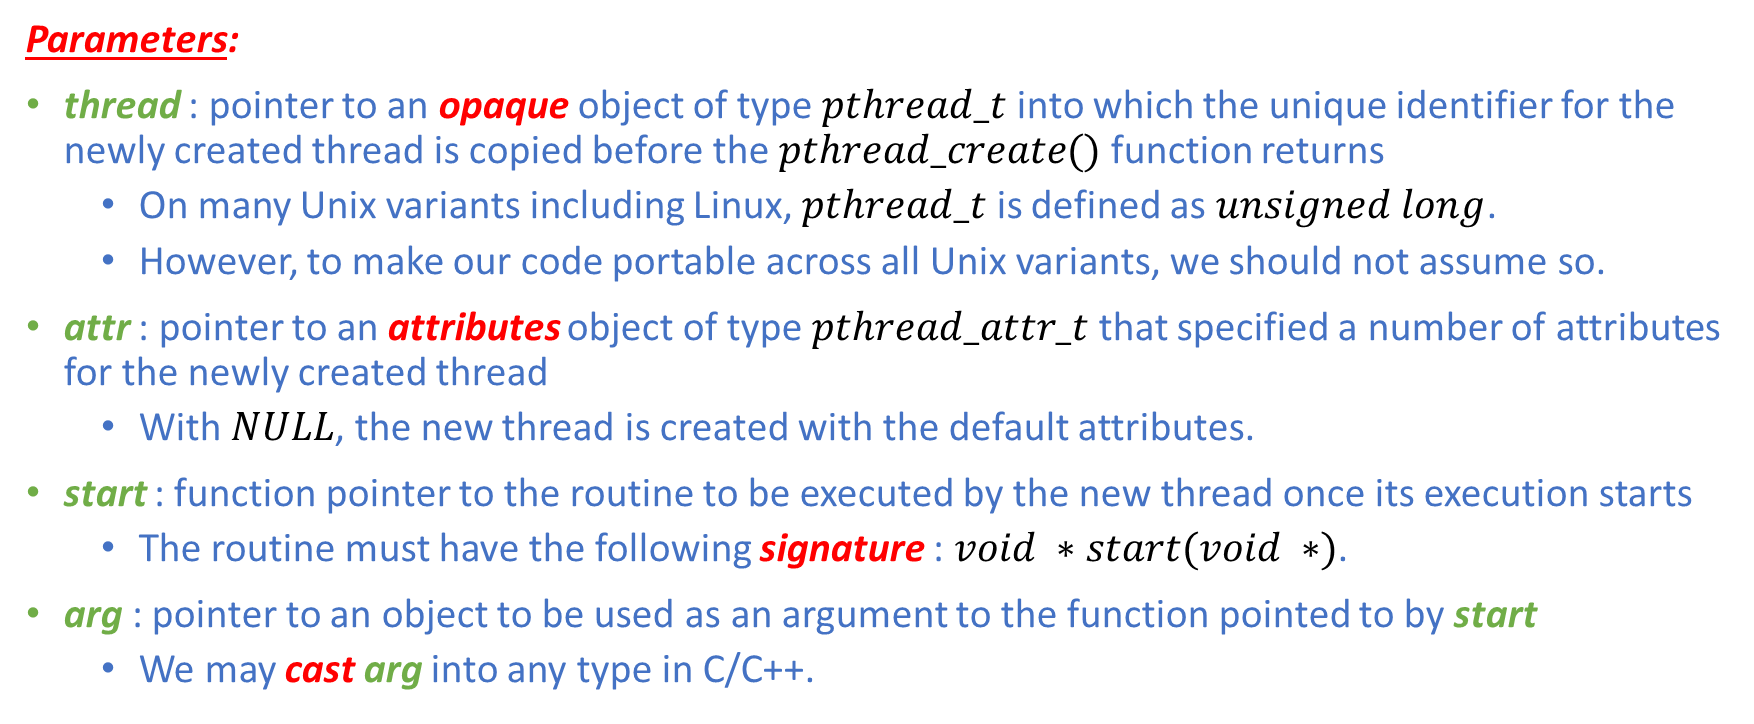 Parameters:
• thread : pointer to an opaque object of type pthread_t into which the unique identifier for the
newly created thread is copied before the pthread_create() function returns
• On many Unix variants including Linux, pthread_t is defined as unsigned long.
• However, to make our code portable across all Unix variants, we should not assume so.
• attr : pointer to an attributes object of type pthread_attr_t that specified a number of attributes
for the newly created thread
• With NULL, the new thread is created with the default attributes.
• start : function pointer to the routine to be executed by the new thread once its execution starts
• The routine must have the following signature : void * start(void *).
• arg : pointer to an object to be used as an argument to the function pointed to by start
• We may cast arg into any type in C/C++.